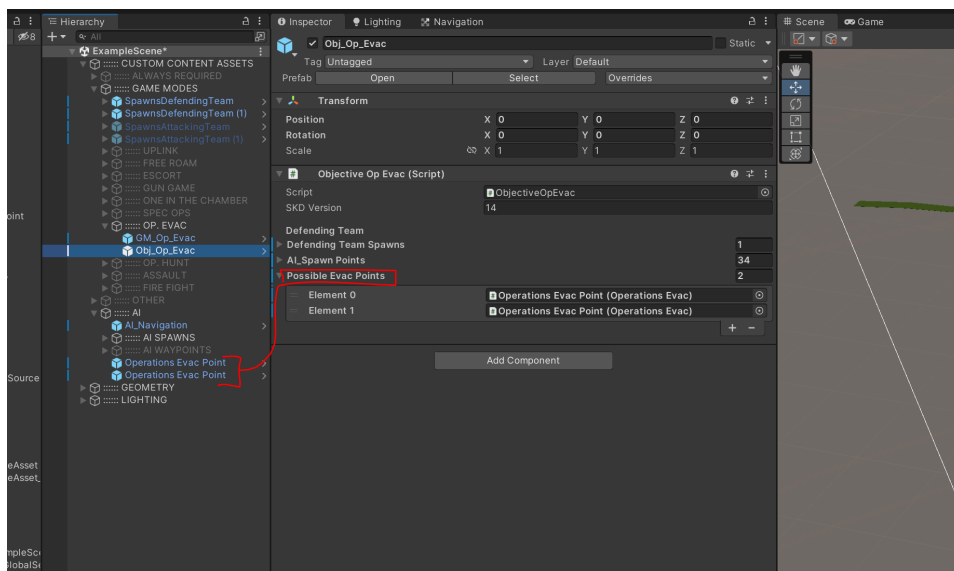 Hierarchy
Inspector
Lighting
Navigation
Scene
Game
8
All
ExampleScene*
:::::: CUSTOM CONTENT ASSETS
:::::: ALWAYS REQUIRED
:::::: GAME MODES
SpawnsDefendingTeam
SpawnsDefendingTeam (1)
SpawnsAttackingTeam
SpawnsAttackingTeam (1)
:::::: UPLINK
:::::: FREE ROAM
:::::: ESCORT
:::::: GUN GAME
:::::: ONE IN THE CHAMBER
:::::: SPEC OPS
:::::: OP. EVAC
GM_Op_Evac
Obj_Op_Evac
:::::: OP. HUNT
:::::: ASSAULT
:::::: FIRE FIGHT
:::::: OTHER
:::::: AI
AI_Navigation
:::::: AI SPAWNS
:::::: AI WAYPOINTS
Operations Evac Point
Operations Evac Point
:::::: GEOMETRY
:::::: LIGHTING
oint
Source
eAsset
eAsset_
mpleSc
GlobalS
Obj_Op_Evac
Static
Tag Untagged
Layer Default
Prefab Open Select Overrides
Transform
Position X 0 Y 0 Z 0
Rotation X 0 Y 0 Z 0
Scale X 1 Y 1 Z 1
# Objective Op Evac (Script)
Script ObjectiveOpEvac
SKD Version 14
Defending Team
Defending Team Spawns 1
AI_Spawn Points 34
Possible Evac Points 2
Element 0 Operations Evac Point (Operations Evac)
Element 1 Operations Evac Point (Operations Evac)
+ -
Add Component